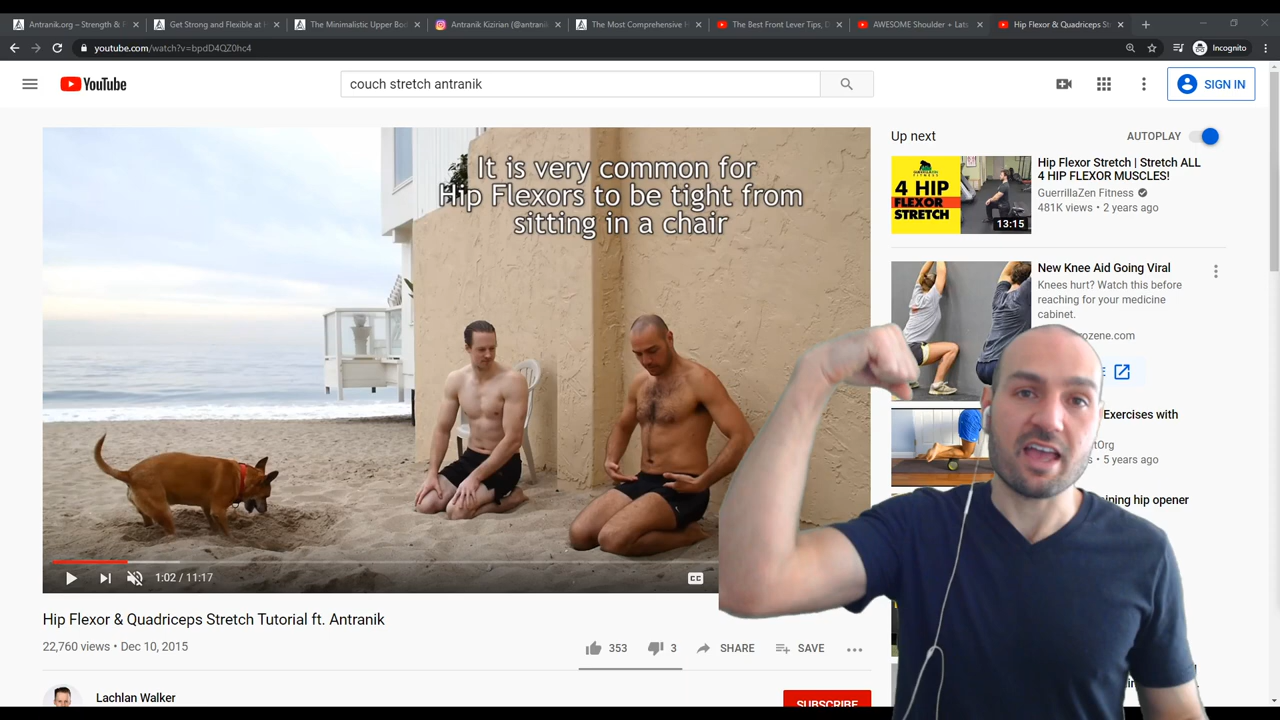 Antranik.org – Strength & F
Get Strong and Flexible at H
The Minimalistic Upper Bod
Antranik Kizirian (@antranik
The Most Comprehensive H
The Best Front Lever Tips, D
AWESOME Shoulder + Lats
Hip Flexor & Quadriceps St
youtube.com/watch?v=bpdD4QZ0hc4
Incognito
YouTube
couch stretch antranik
SIGN IN
It is very common for
Hip Flexors to be tight from
sitting in a chair
1:02 / 11:17
CC
Hip Flexor & Quadriceps Stretch Tutorial ft. Antranik
22,760 views • Dec 10, 2015
353
3
SHARE
SAVE
Lachlan Walker
SUBSCRIBE
Up next
AUTOPLAY
4 HIP
FLEXOR
STRETCH
13:15
Hip Flexor Stretch | Stretch ALL
4 HIP FLEXOR MUSCLES!
GuerrillaZen Fitness
481K views • 2 years ago
New Knee Aid Going Viral
Knees hurt? Watch this before
reaching for your medicine
cabinet.
rozene.com
Exercises with
tOrg
s • 5 years ago
ining hip opener